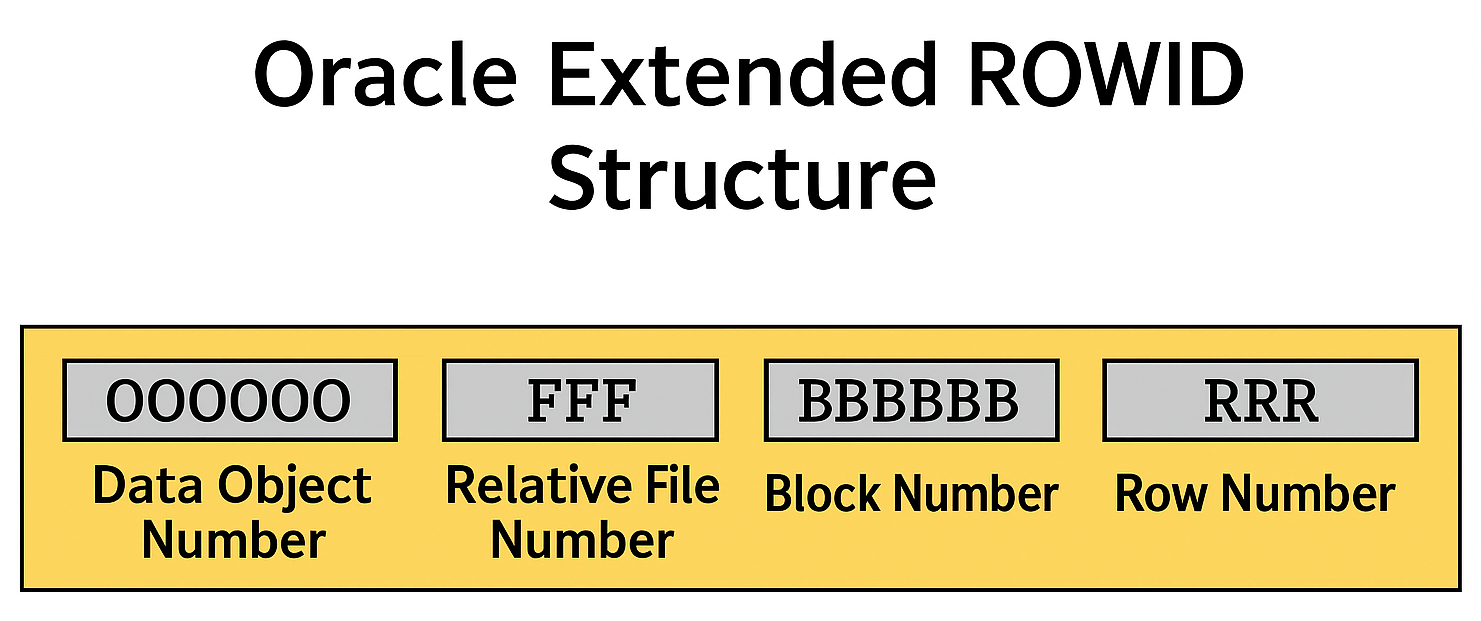 Oracle Extended ROWID
Structure
OOOOOO
FFF
BBBBBB
RRR
Data Object
Number
Relative File
Number
Block Number
Row Number